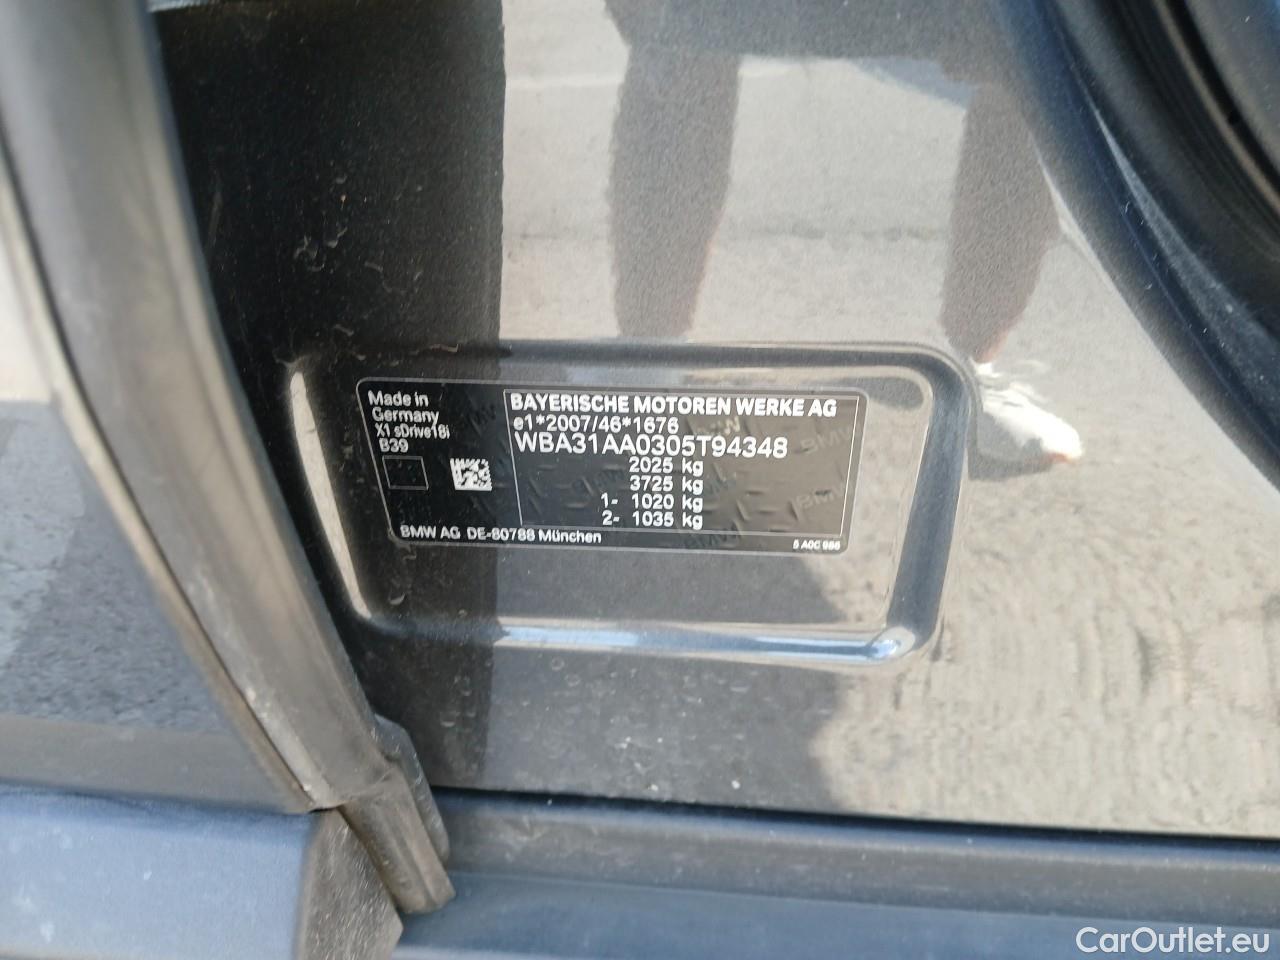 Made in
Germany
X1 sDrive18i
B39
BAYERISCHE MOTOREN WERKE AG
e1*2007/46*1676
WBA31AA0305T94348
2025 kg
3725 kg
1- 1020 kg
2- 1035 kg
BMW AG DE-80788 München
CarOutlet.eu